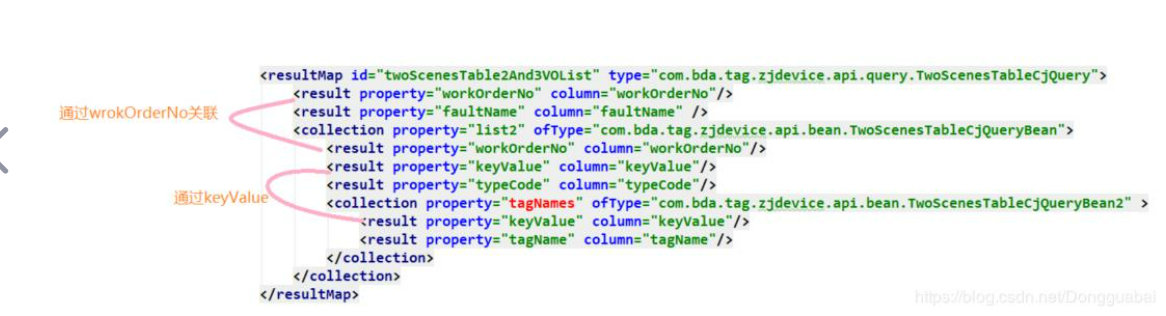 <resultMap id="twoScenesTable2And3VOList" type="com.bda.tag.zjdevice.api.query.TwoScenesTableCjQuery">
<result property="workOrderNo" column="workOrderNo"/>
通过wrokOrderNo关联
<result property="faultName" column="faultName" />
<collection property="list2" ofType="com.bda.tag.zjdevice.api.bean.TwoScenesTableCjQueryBean">
<result property="workOrderNo" column="workOrderNo"/>
<result property="keyValue" column="keyValue"/>
<result property="typeCode" column="typeCode"/>
通过keyValue
<collection property="tagNames" ofType="com.bda.tag.zjdevice.api.bean.TwoScenesTableCjQueryBean2" >
<result property="keyValue" column="keyValue"/>
<result property="tagName" column="tagName"/>
</collection>
</collection>
</resultMap>
https://blog.csdn.net/Dongguabai